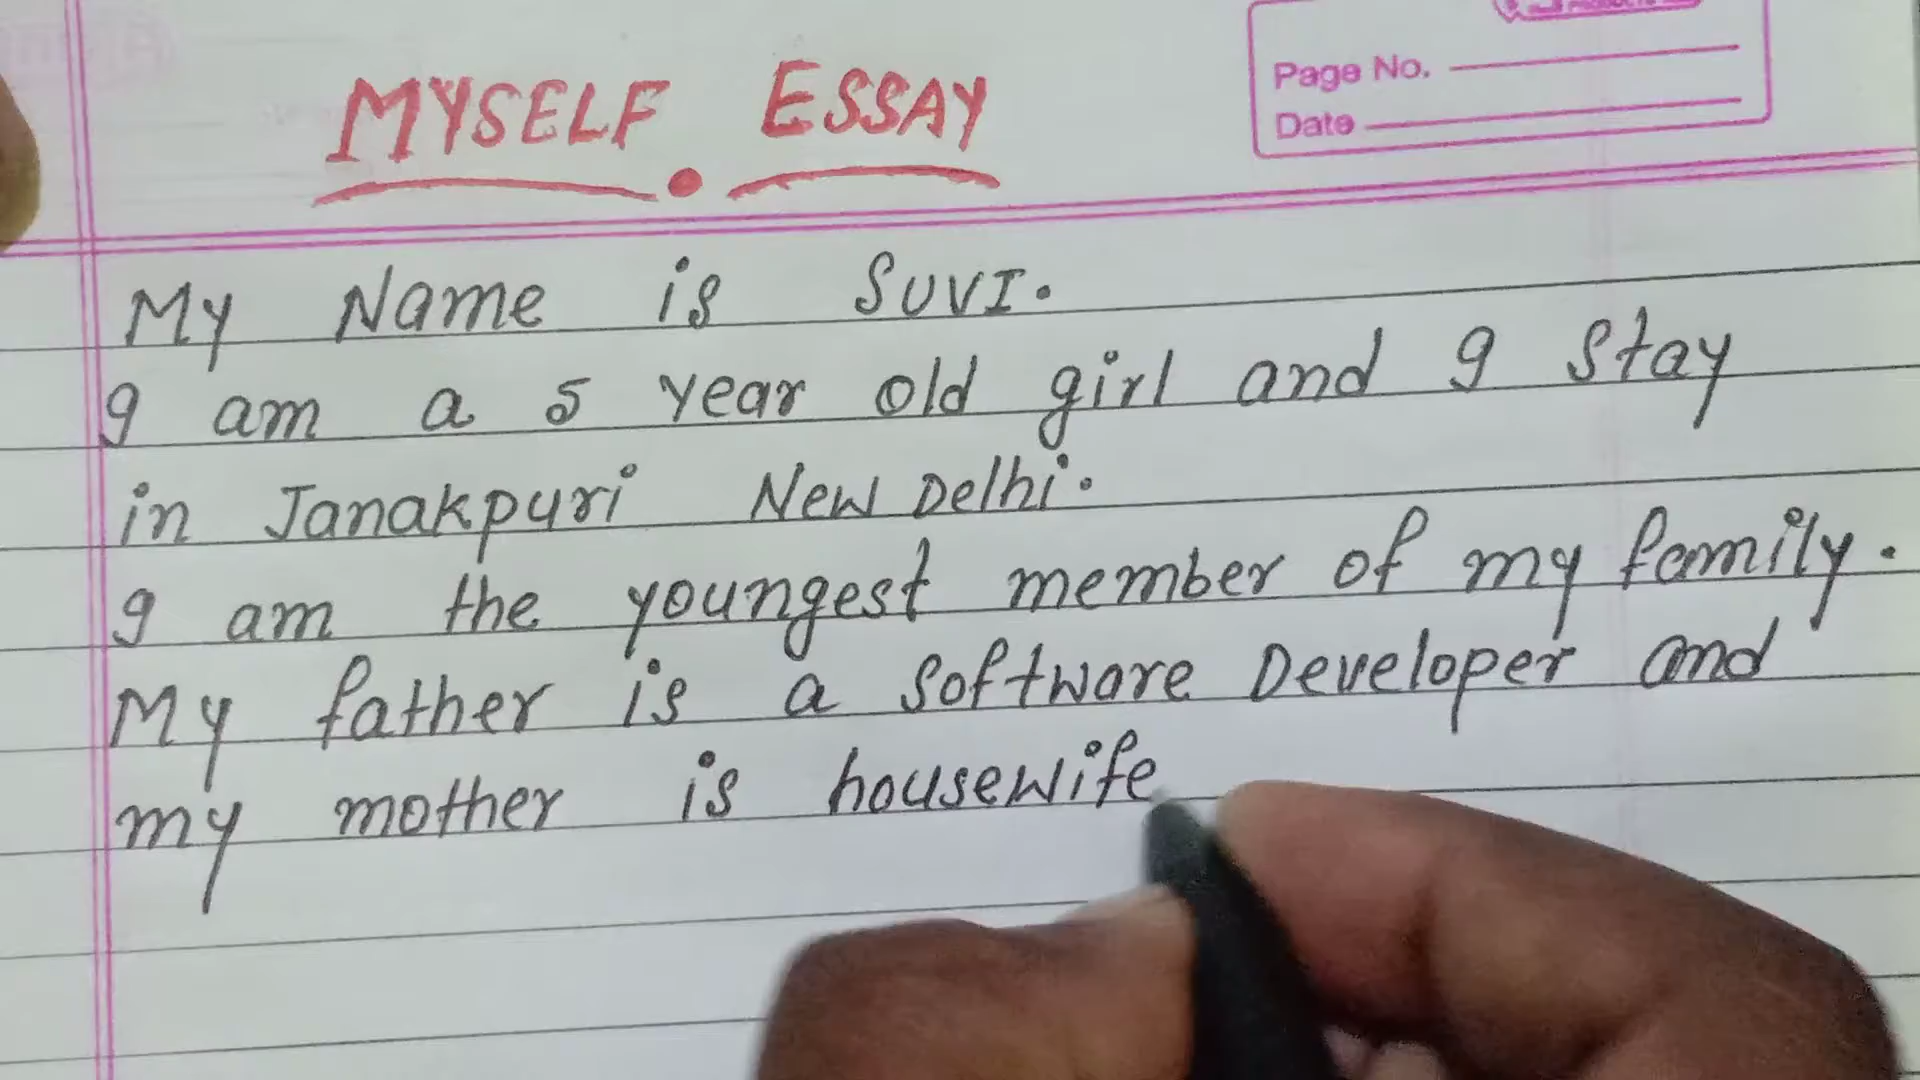 MYSELF ESSAY
Page No.
Date
My Name is SUVI.
I am a 5 year old girl and I stay
in Janakpuri New Delhi.
I am the youngest member of my family.
My father is a Software Developer and
my mother is housewife